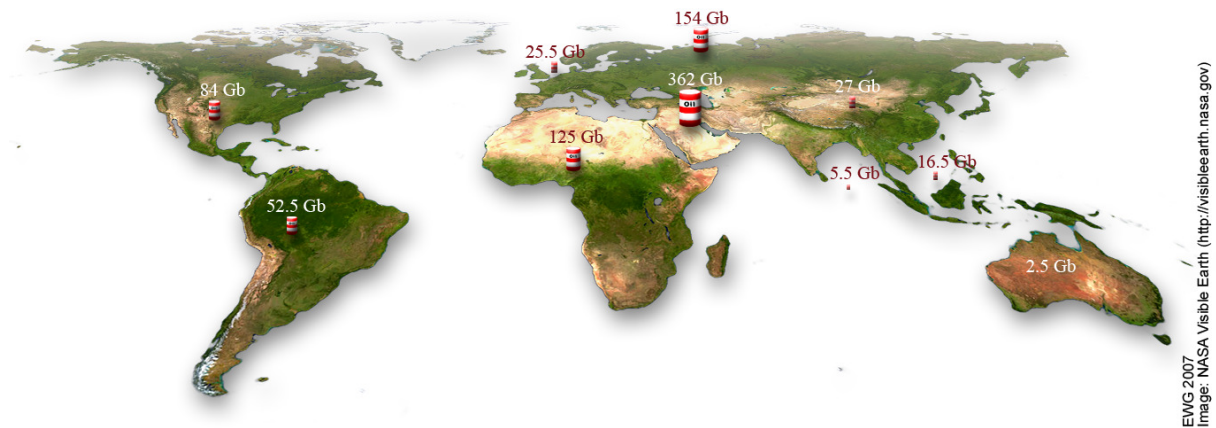 154 Gb
25.5 Gb
362 Gb
OIl
84 Gb
27 Gb
125 Gb
16.5 Gb
5.5 Gb
52.5 Gb
2.5 Gb
EWG 2007
Image: NASA Visible Earth (http://visibleearth.nasa.gov)